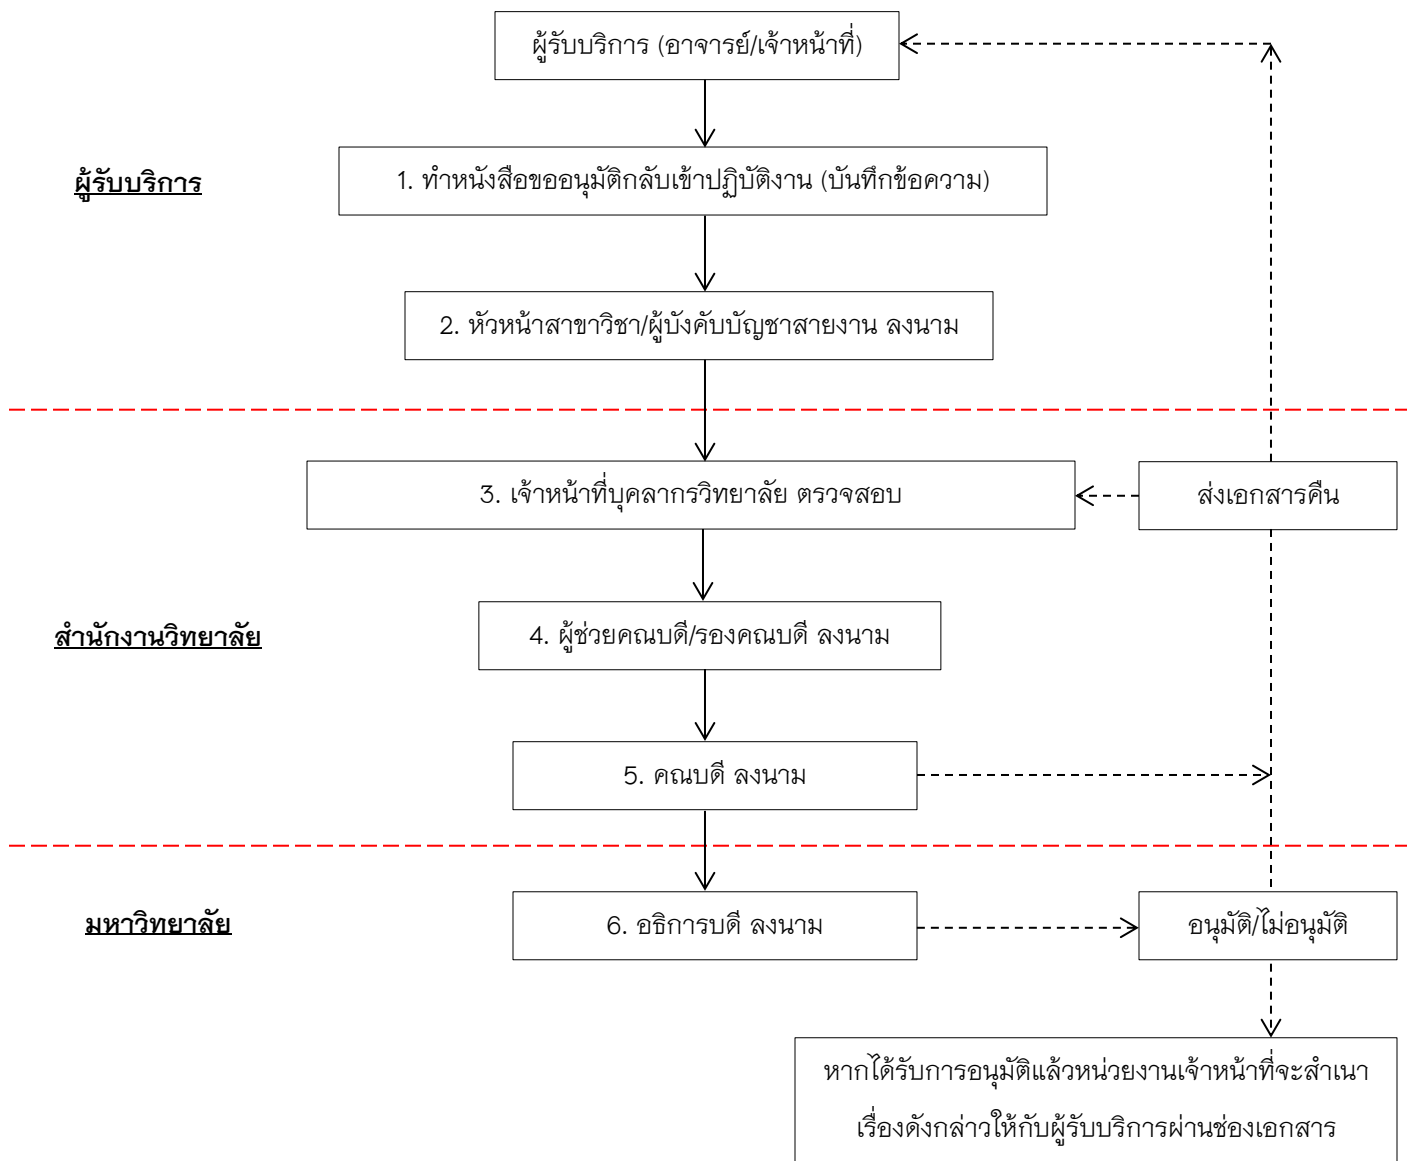 ผู้รับบริการ (อาจารย์/เจ้าหน้าที่)
ผู้รับบริการ
1. ทำหนังสือขออนุมัติกลับเข้าปฏิบัติงาน (บันทึกข้อความ)
2. หัวหน้าสาขาวิชา/ผู้บังคับบัญชาสายงาน ลงนาม
3. เจ้าหน้าที่บุคลากรวิทยาลัย ตรวจสอบ
ส่งเอกสารคืน
สำนักงานวิทยาลัย
4. ผู้ช่วยคณบดี/รองคณบดี ลงนาม
5. คณบดี ลงนาม
มหาวิทยาลัย
6. อธิการบดี ลงนาม
อนุมัติ/ไม่อนุมัติ
หากได้รับการอนุมัติแล้วหน่วยงานเจ้าหน้าที่จะสำเนา
เรื่องดังกล่าวให้กับผู้รับบริการผ่านช่องเอกสาร